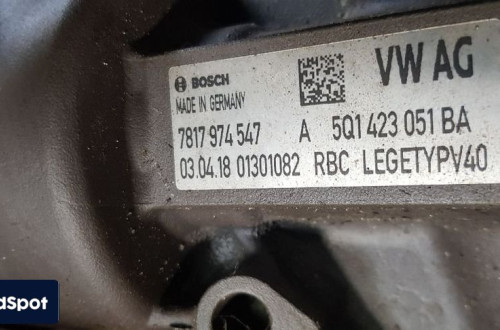 BOSCH
VW AG
MADE IN GERMANY
7817 974 547 A 5Q1 423 051 BA
03.04.18 01301082 RBC LEGETYPV40
dSpot